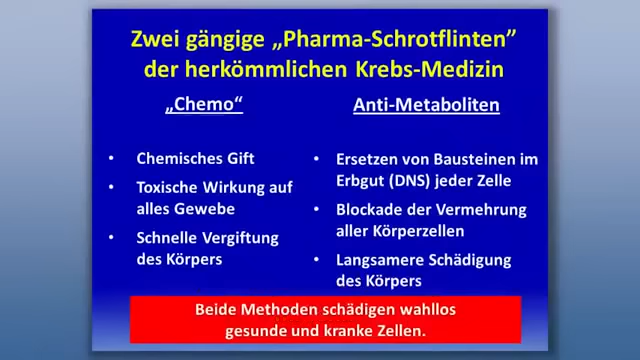 Zwei gängige „Pharma-Schrotflinten”
der herkömmlichen Krebs-Medizin
„Chemo“
• Chemisches Gift
• Toxische Wirkung auf
alles Gewebe
• Schnelle Vergiftung
des Körpers
Anti-Metaboliten
• Ersetzen von Bausteinen im
Erbgut (DNS) jeder Zelle
• Blockade der Vermehrung
aller Körperzellen
• Langsamere Schädigung
des Körpers
Beide Methoden schädigen wahllos
gesunde und kranke Zellen.